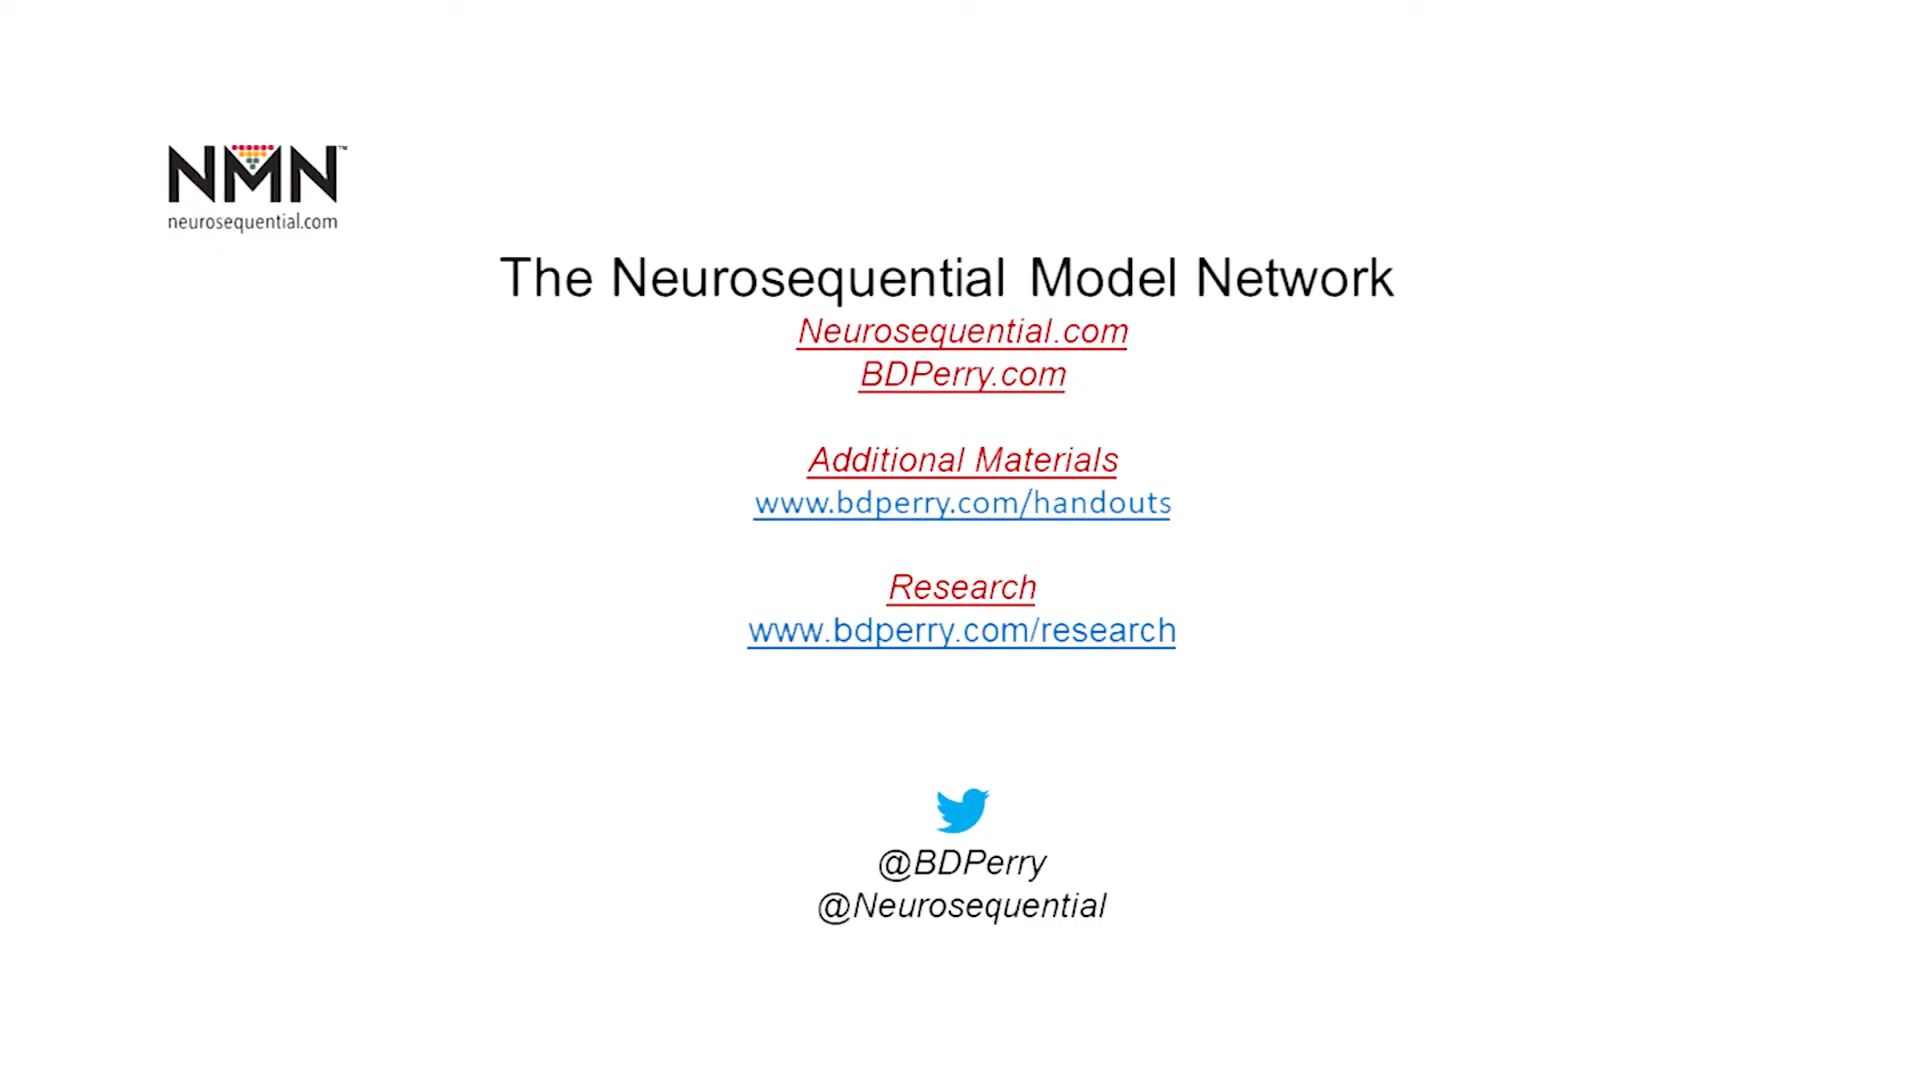 NMN™
neurosequential.com
The Neurosequential Model Network
Neurosequential.com
BDPerry.com
Additional Materials
www.bdperry.com/handouts
Research
www.bdperry.com/research
@BDPerry
@Neurosequential